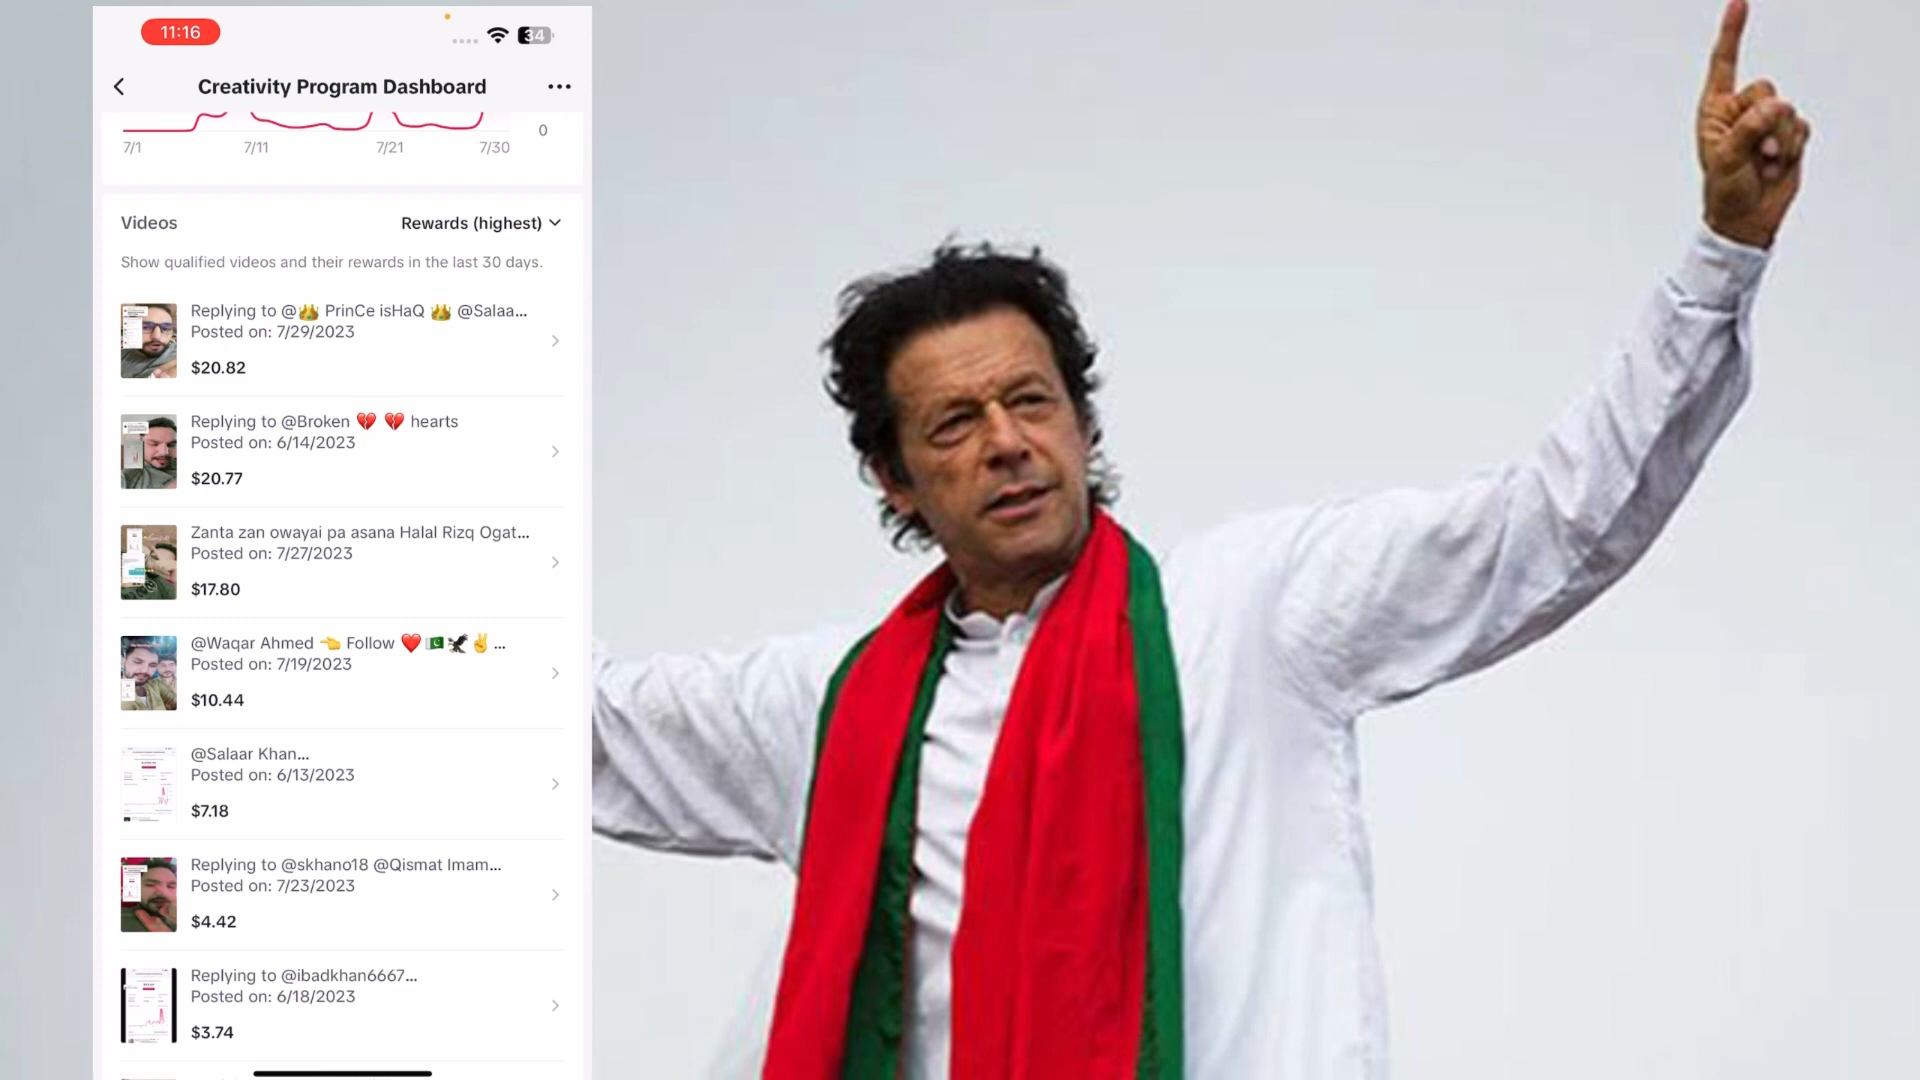 11:16
34
Creativity Program Dashboard
0
7/1 7/11 7/21 7/30
Videos
Rewards (highest)
Show qualified videos and their rewards in the last 30 days.
Replying to @👑 PrinCe isHaQ 👑 @Salaa...
Posted on: 7/29/2023
$20.82
Replying to @Broken 💔 💔 hearts
Posted on: 6/14/2023
$20.77
Zanta zan owayai pa asana Halal Rizq Ogat...
Posted on: 7/27/2023
$17.80
@Waqar Ahmed 👈 Follow ❤️🇵🇰🦅✌️...
Posted on: 7/19/2023
$10.44
@Salaar Khan...
Posted on: 6/13/2023
$7.18
Replying to @skhano18 @Qismat Imam...
Posted on: 7/23/2023
$4.42
Replying to @ibadkhan6667...
Posted on: 6/18/2023
$3.74